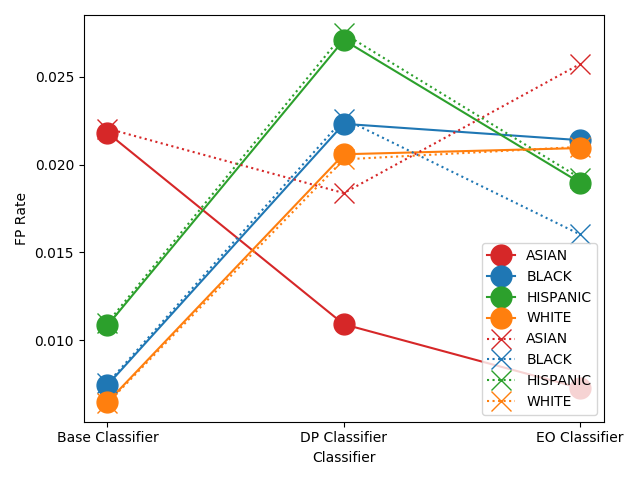 0.025
0.020
0.015
0.010
FP Rate
Base Classifier
DP Classifier
EO Classifier
Classifier
ASIAN
BLACK
HISPANIC
WHITE
ASIAN
BLACK
HISPANIC
WHITE